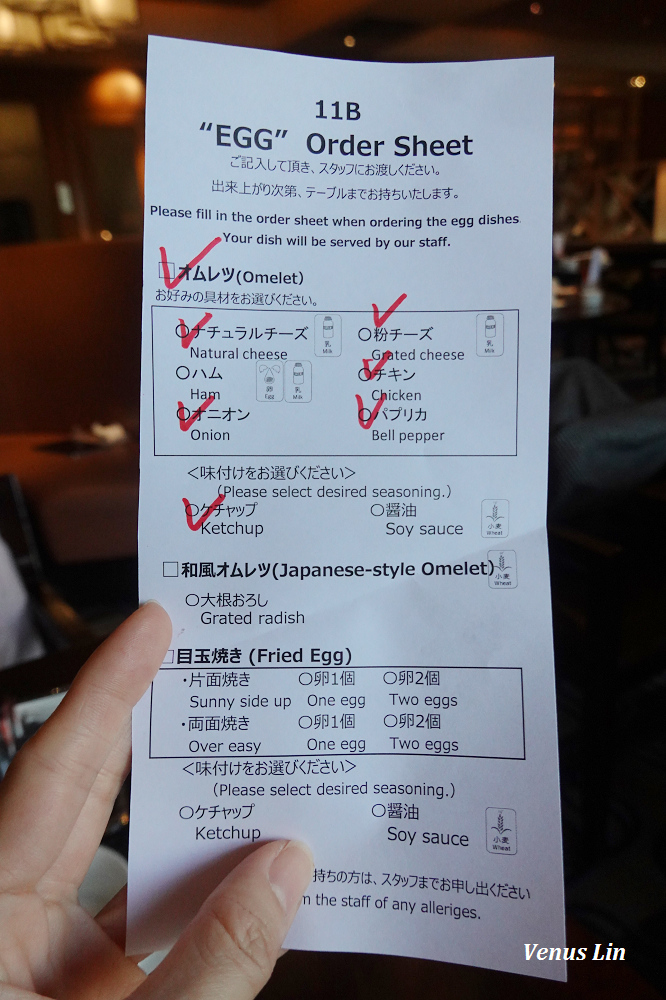 11B
“EGG” Order Sheet
ご記入して頂き、スタッフにお渡しください。
出来上がり次第、テーブルまでお持ちいたします。
Please fill in the order sheet when ordering the egg dishes.
Your dish will be served by our staff.
□オムレツ(Omelet)
お好みの具材をお選びください。
○ナチュラルチーズ 乳 ○粉チーズ 乳
Natural cheese Milk Grated cheese Milk
○ハム 卵 乳 ○チキン
Ham Egg Milk Chicken
○オニオン ○パプリカ
Onion Bell pepper
＜味付けをお選びください＞
(Please select desired seasoning.)
○ケチャップ ○醤油 小麦
Ketchup Soy sauce Wheat
□和風オムレツ(Japanese-style Omelet) 小麦 Wheat
○大根おろし
Grated radish
□目玉焼き (Fried Egg)
・片面焼き ○卵1個 ○卵2個
Sunny side up One egg Two eggs
・両面焼き ○卵1個 ○卵2個
Over easy One egg Two eggs
＜味付けをお選びください＞
(Please select desired seasoning.)
○ケチャップ ○醤油 小麦
Ketchup Soy sauce Wheat
持ちの方は、スタッフまでお申し出ください
the staff of any alleriges.
Venus Lin